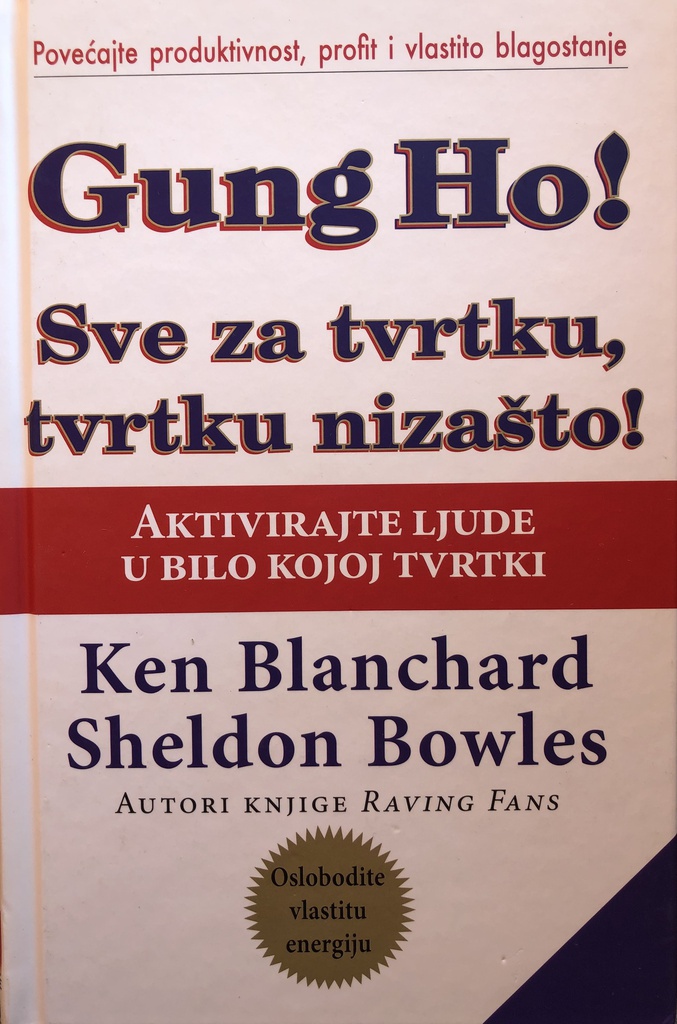 Povećajte produktivnost, profit i vlastito blagostanje
Gung Ho!
Sve za tvrtku,
tvrtku nizašto!
AKTIVIRAJTE LJUDE
U BILO KOJOJ TVRTKI
Ken Blanchard
Sheldon Bowles
AUTORI KNJIGE RAVING FANS
Oslobodite
vlastitu
energiju